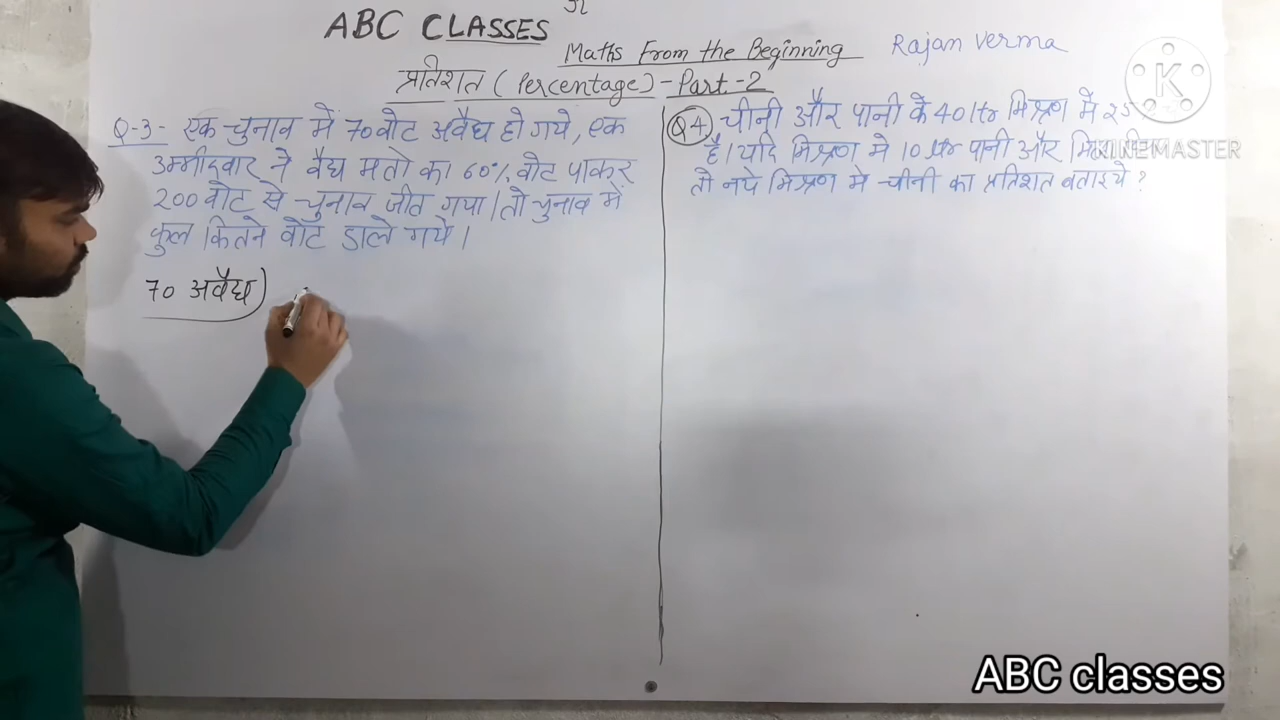 ABC CLASSES
Maths From the Beginning
Rajan Verma
प्रतिशत (Percentage) - Part-2
Q-3- एक चुनाव में 70 वोट अवैध हो गये, एक
उम्मीदवार ने वैध मतो का 60% वोट पाकर
200 वोट से चुनाव जीत गया। तो चुनाव में
कुल कितने वोट डाले गये।
70 अवैध)
Q4) चीनी और पानी के 40 ltr मिश्रण में 25
है। यदि मिश्रण मे 10 ltr पानी और
तो नये मिश्रण मे चीनी का प्रतिशत बताइये ?
K
KINEMASTER
ABC classes